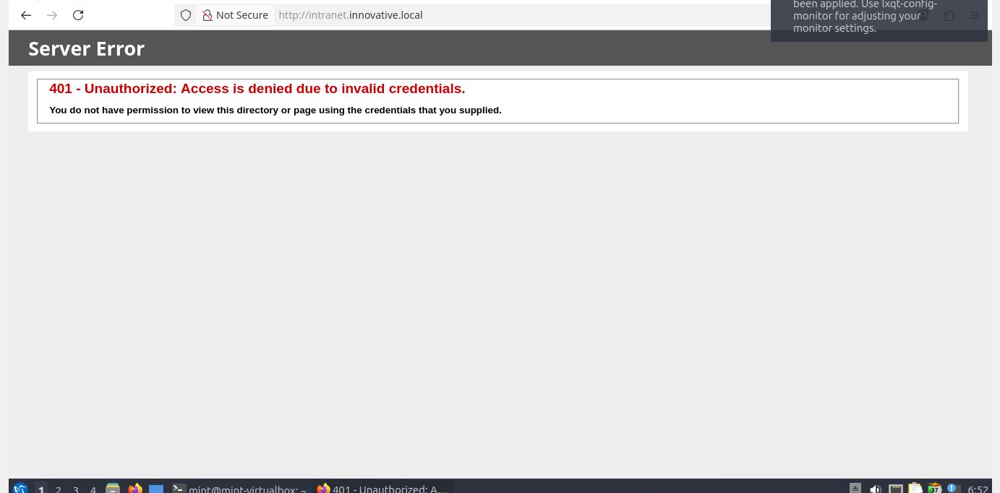 been applied. Use lxqt-config-
monitor for adjusting your
monitor settings.
Not Secure http://intranet.innovative.local
Server Error
401 - Unauthorized: Access is denied due to invalid credentials.
You do not have permission to view this directory or page using the credentials that you supplied.
1 2 3 4 mint@mint-virtualbox: ~ 401 - Unauthorized: A... 37 6:52